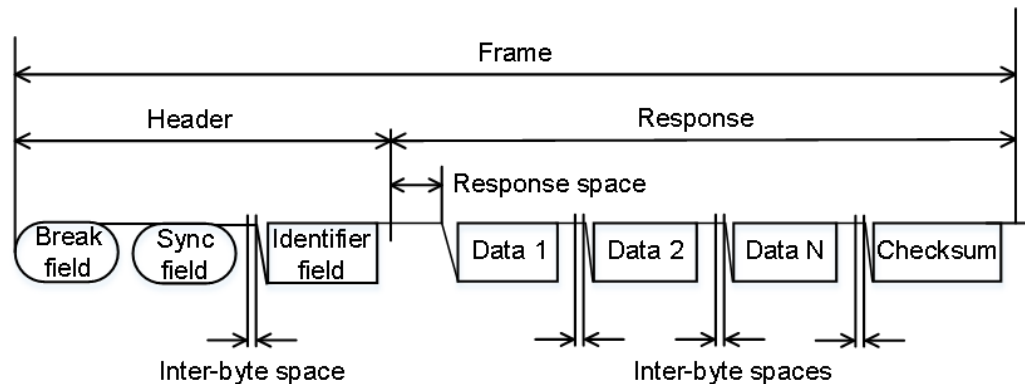 Frame
Header
Response
Response space
Break
field
Sync
field
Identifier
field
Data 1
Data 2
Data N
Checksum
Inter-byte space
Inter-byte spaces